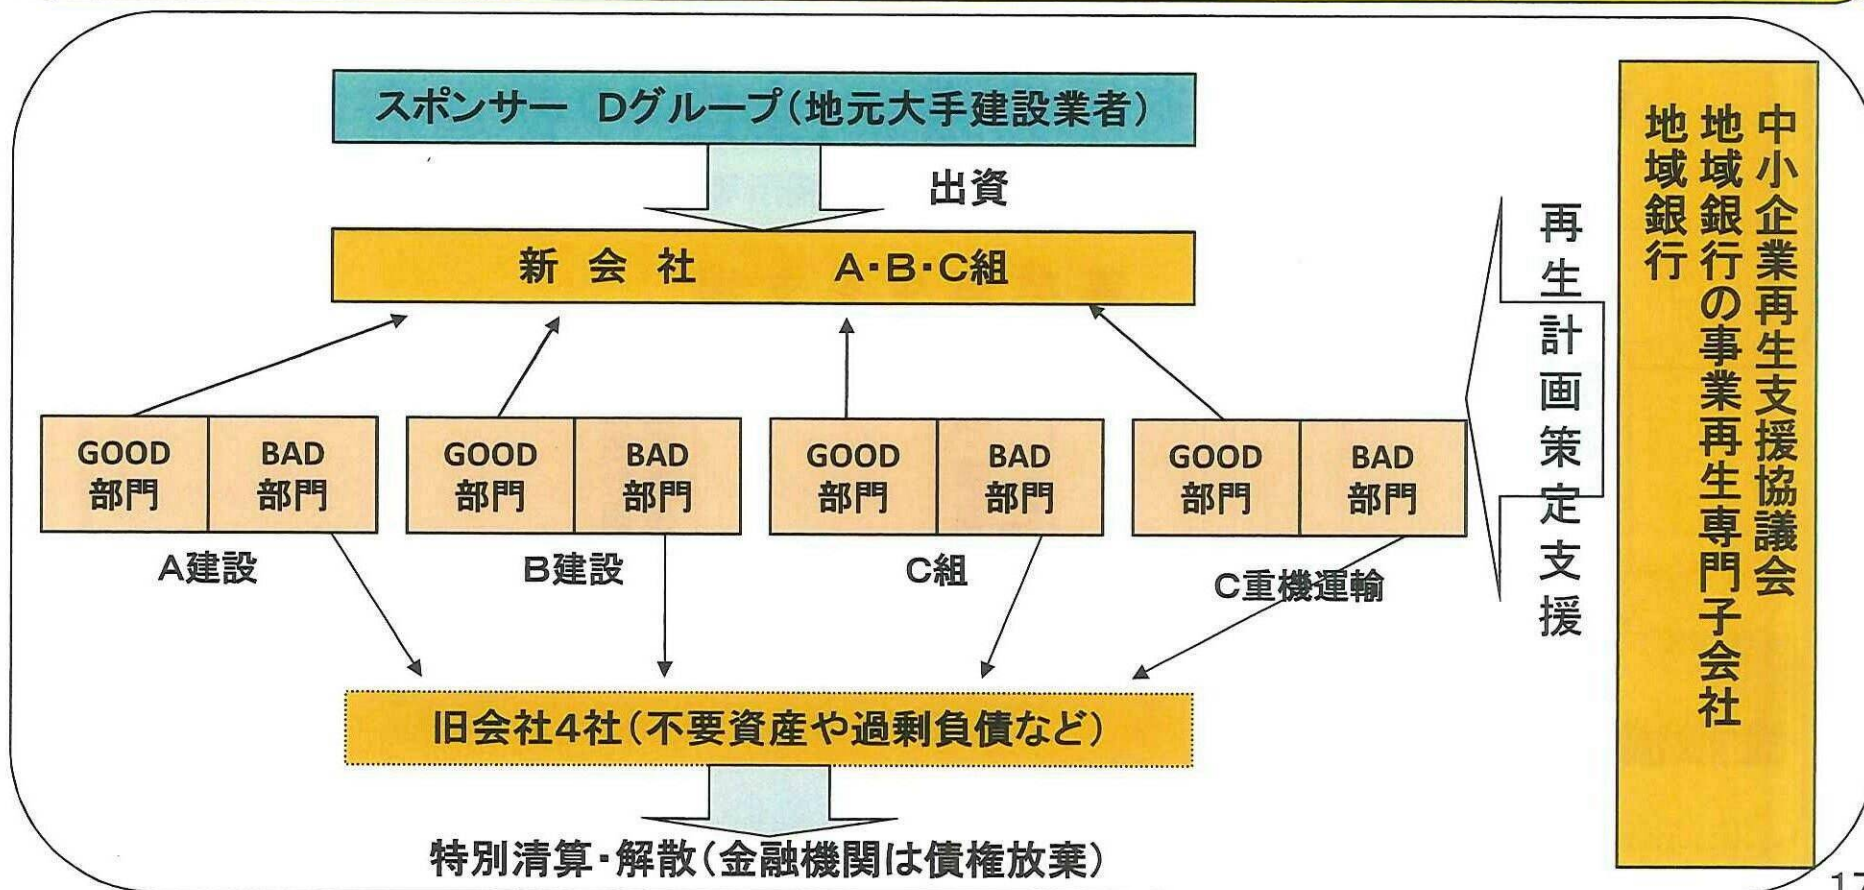 スポンサー Dグループ(地元大手建設業者)
出資
新会社 A・B・C組
GOOD
部門
BAD
部門
A建設
GOOD
部門
BAD
部門
B建設
GOOD
部門
BAD
部門
C組
GOOD
部門
BAD
部門
C重機運輸
旧会社4社(不要資産や過剰負債など)
特別清算・解散(金融機関は債権放棄)
再生計画策定支援
中小企業再生支援協議会
地域銀行の事業再生専門子会社
地域銀行
17